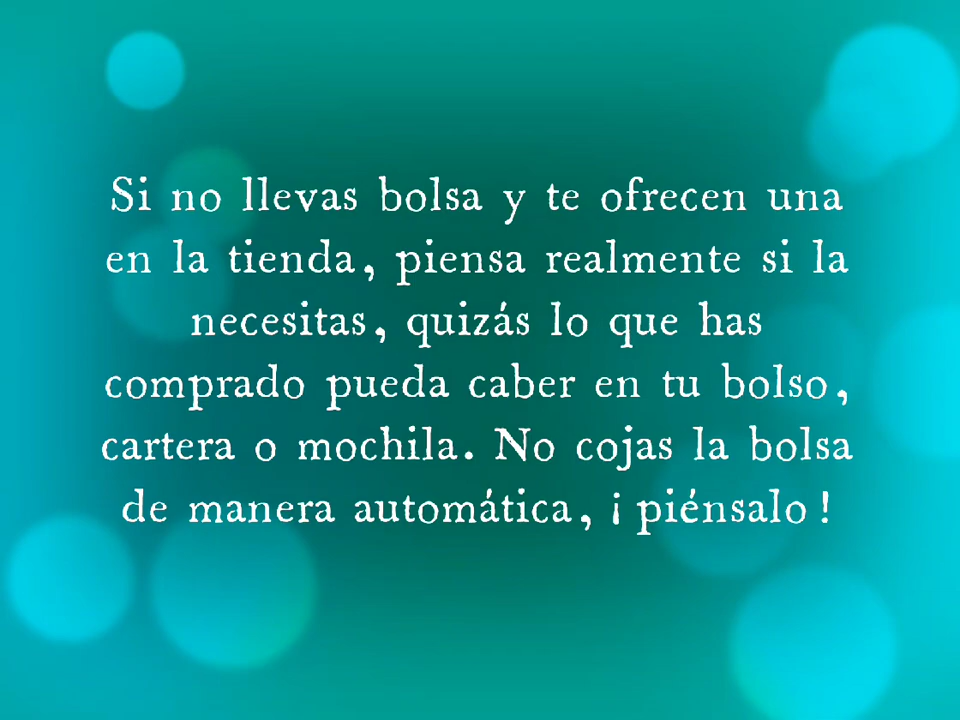 Si no llevas bolsa y te ofrecen una
en la tienda, piensa realmente si la
necesitas, quizás lo que has
comprado pueda caber en tu bolso,
cartera o mochila. No cojas la bolsa
de manera automática, ¡piénsalo!